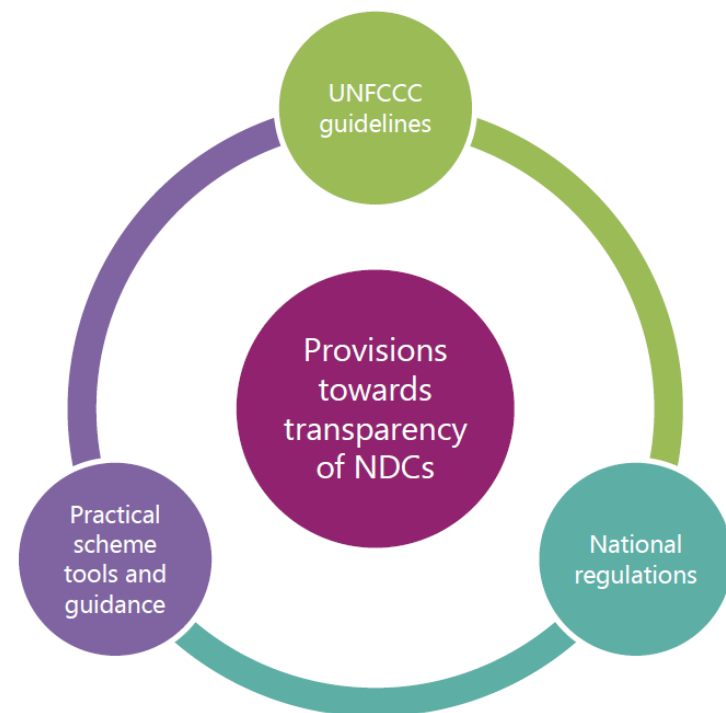 UNFCCC
guidelines
Provisions
towards
transparency
of NDCs
Practical
scheme
tools and
guidance
National
regulations